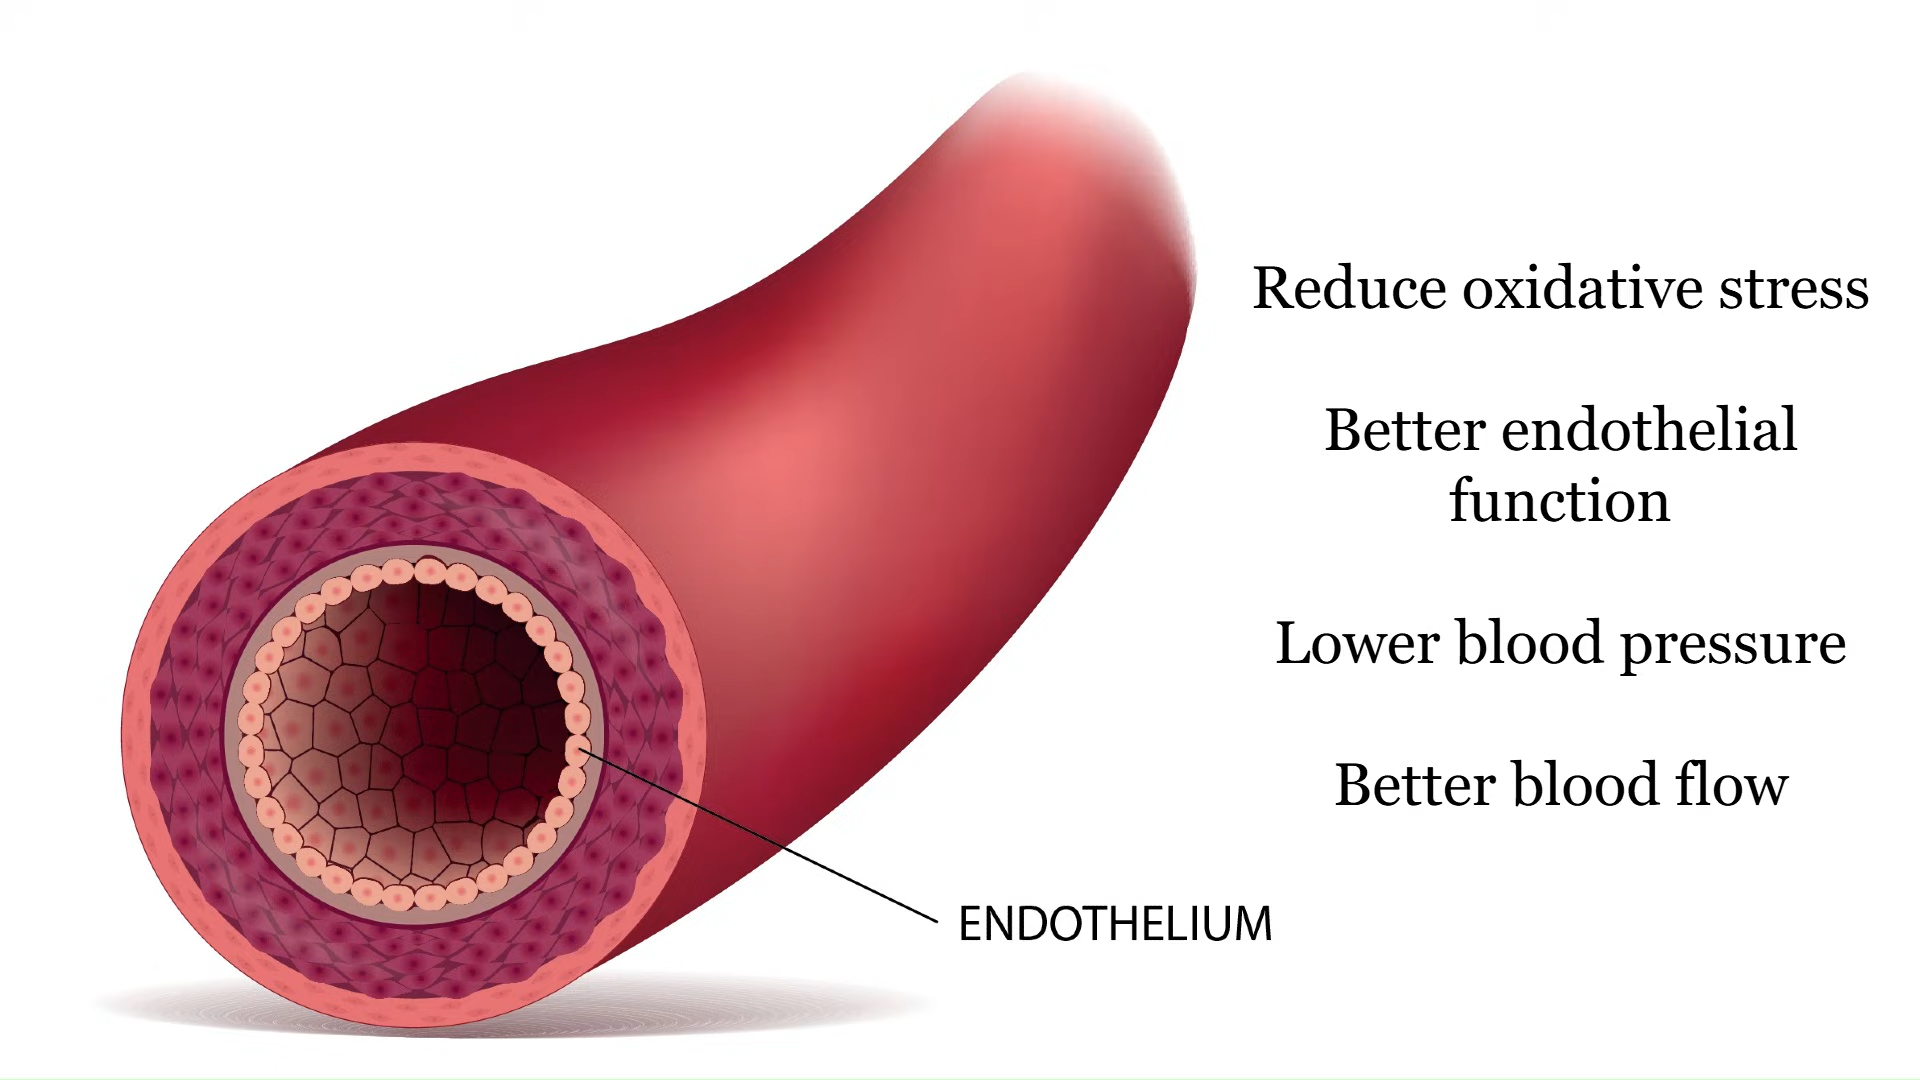 Reduce oxidative stress
Better endothelial
function
Lower blood pressure
Better blood flow
ENDOTHELIUM